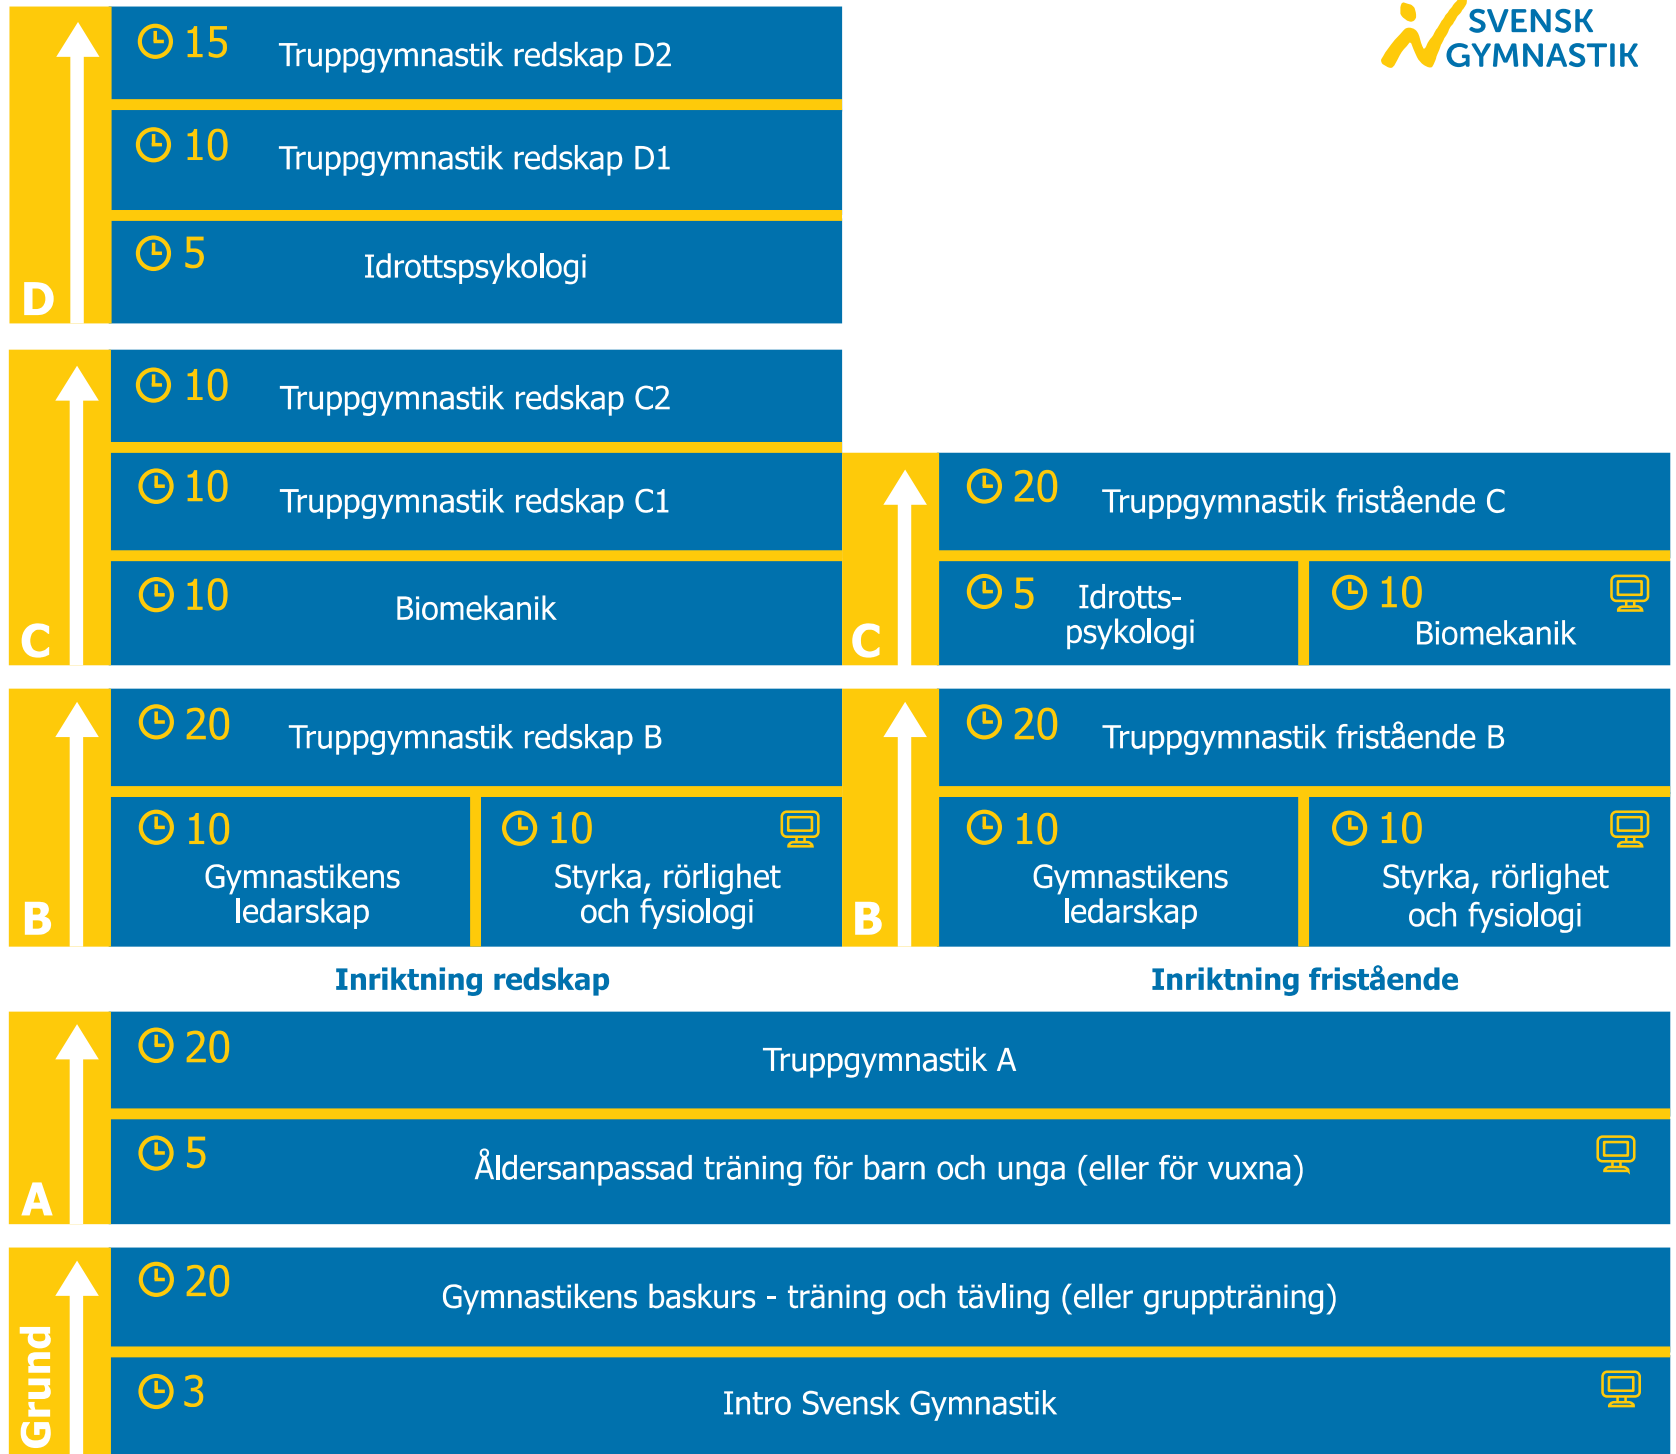 SVENSK
GYMNASTIK
15
Truppgymnastik redskap D2
10
Truppgymnastik redskap D1
5
Idrottspsykologi
D
10
Truppgymnastik redskap C2
10
Truppgymnastik redskap C1
10
Biomekanik
C
20
Truppgymnastik fristående C
5
Idrotts-
psykologi
10
Biomekanik
C
20
Truppgymnastik redskap B
10
Gymnastikens
ledarskap
10
Styrka, rörlighet
och fysiologi
B
20
Truppgymnastik fristående B
10
Gymnastikens
ledarskap
10
Styrka, rörlighet
och fysiologi
B
Inriktning redskap
Inriktning fristående
20
Truppgymnastik A
5
Åldersanpassad träning för barn och unga (eller för vuxna)
A
20
Gymnastikens baskurs - träning och tävling (eller gruppträning)
3
Intro Svensk Gymnastik
Grund